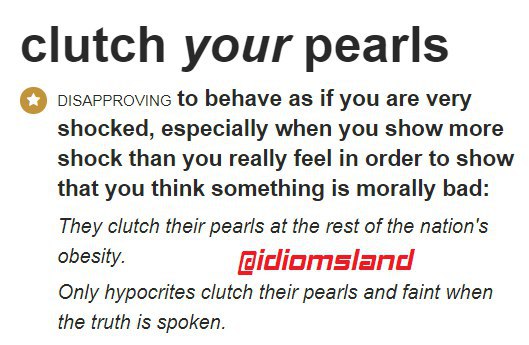 clutch your pearls
DISAPPROVING to behave as if you are very
shocked, especially when you show more
shock than you really feel in order to show
that you think something is morally bad:
They clutch their pearls at the rest of the nation's
obesity.
@idiomsland
Only hypocrites clutch their pearls and faint when
the truth is spoken.